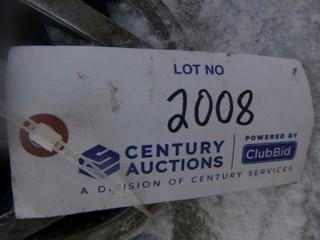 LOT NO
2008
CENTURY
AUCTIONS
POWERED BY
ClubBid
A DIVISION OF CENTURY SERVICES